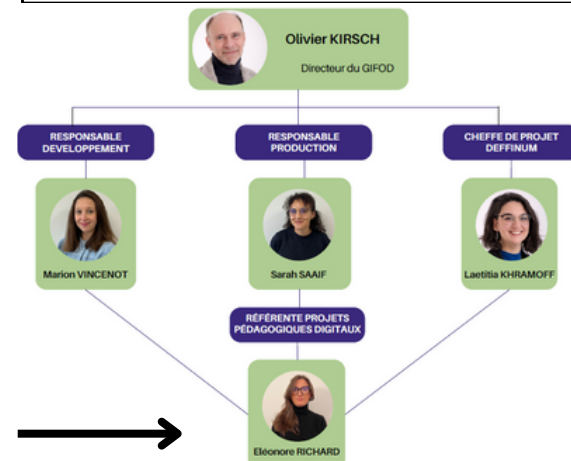 Olivier KIRSCH
Directeur du GIFOD
RESPONSABLE
DEVELOPPEMENT
RESPONSABLE
PRODUCTION
CHEFFE DE PROJET
DEFFINUM
Marion VINCENOT
Sarah SAAIF
Laetitia KHRAMOFF
RÉFÉRENTE PROJETS
PÉDAGOGIQUES DIGITAUX
Eléonore RICHARD